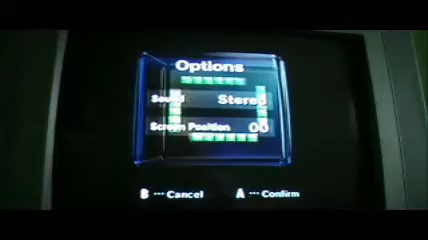 Options
Sound Stereo
Screen Position 00
B --- Cancel A --- Confirm